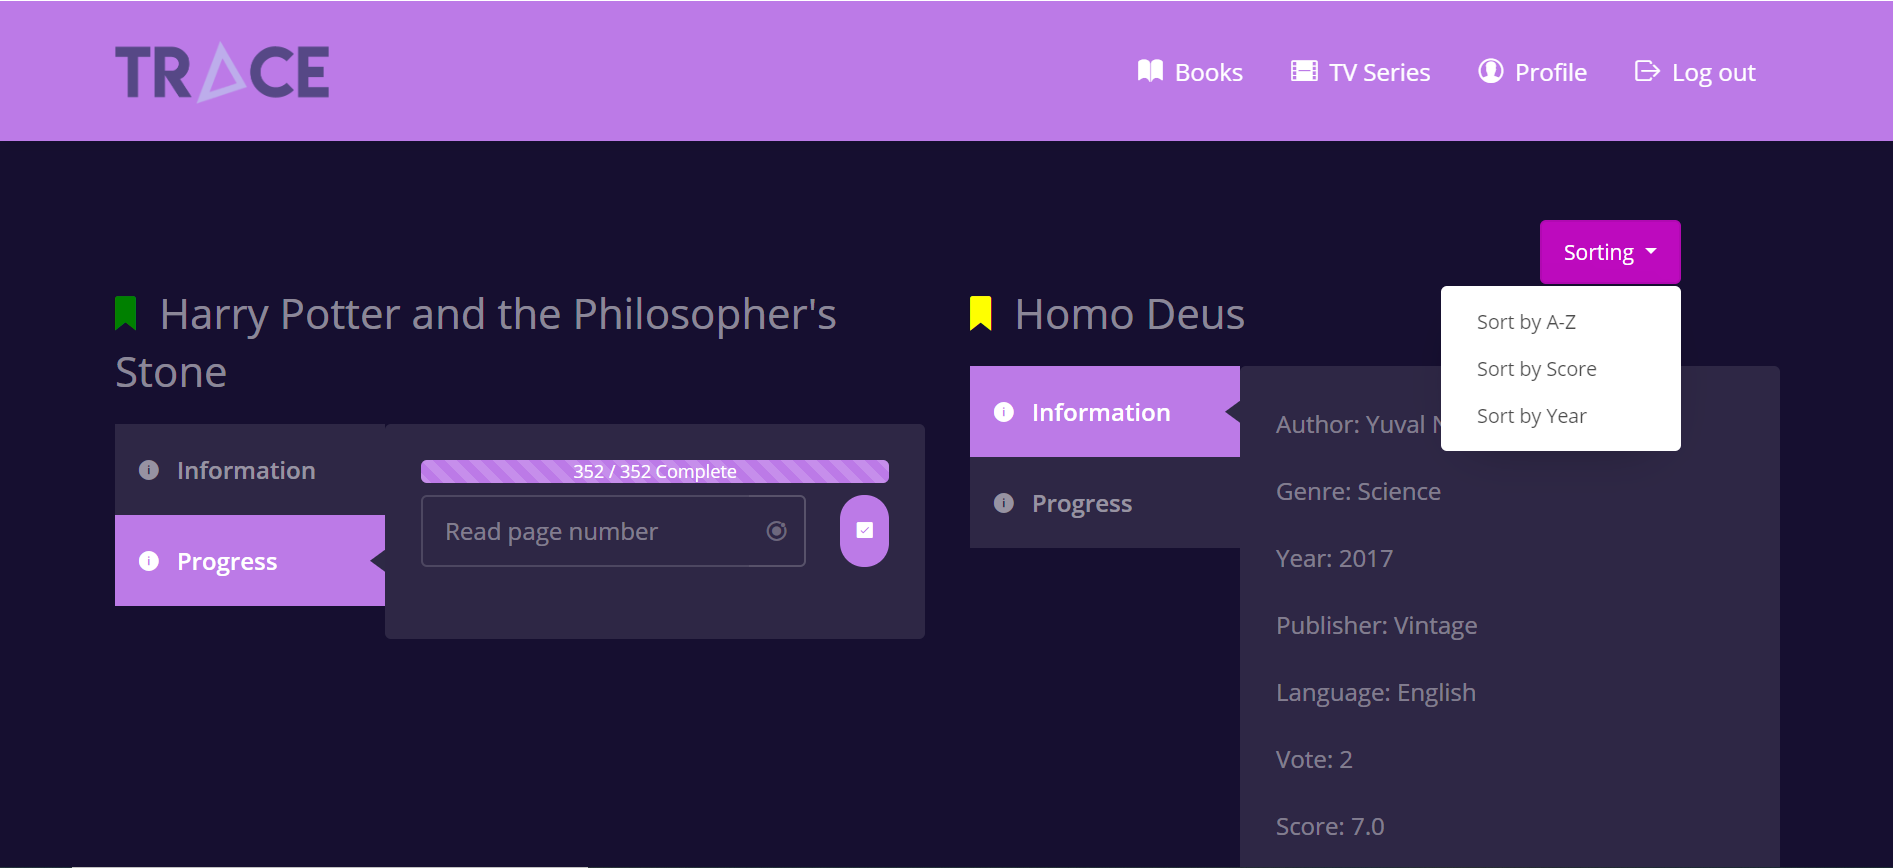 TRACE
Books
TV Series
Profile
Log out
Sorting
Sort by A-Z
Sort by Score
Sort by Year
Harry Potter and the Philosopher's
Stone
Information
Progress
352 / 352 Complete
Read page number
Homo Deus
Information
Progress
Author: Yuval
Genre: Science
Year: 2017
Publisher: Vintage
Language: English
Vote: 2
Score: 7.0